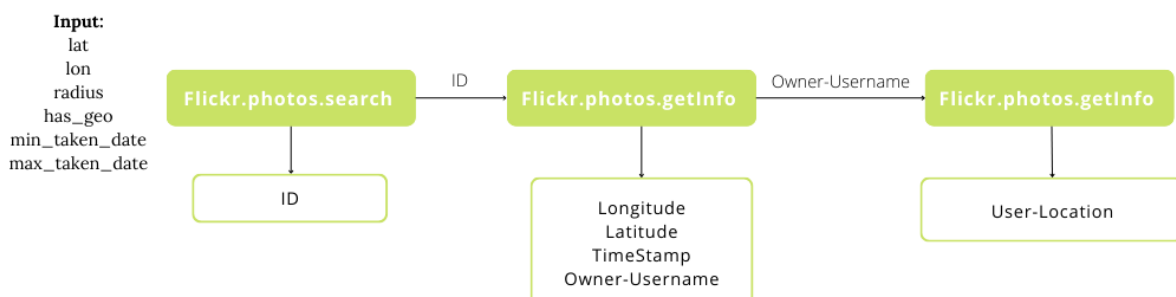 Input:
lat
lon
radius
has_geo
min_taken_date
max_taken_date
Flickr.photos.search
ID
Flickr.photos.getInfo
Owner-Username
Flickr.photos.getInfo
ID
Longitude
Latitude
TimeStamp
Owner-Username
User-Location